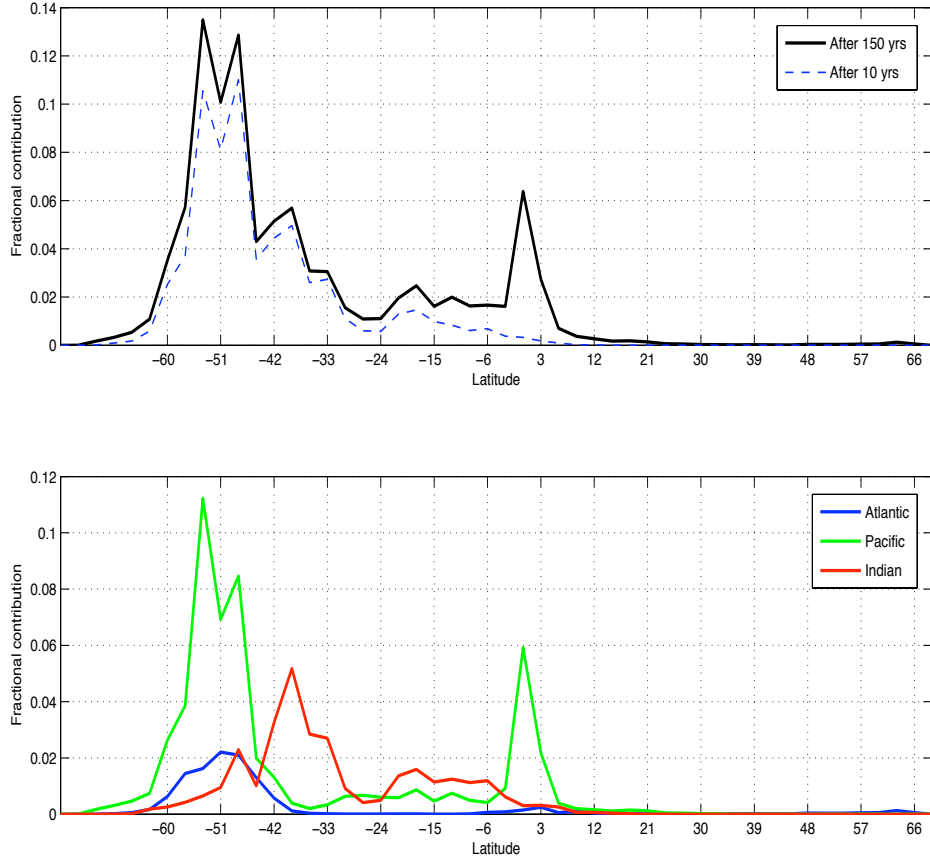 0.14
0.12
0.1
0.08
0.06
0.04
0.02
0
Fractional contribution
After 150 yrs
After 10 yrs
−60 −51 −42 −33 −24 −15 −6 3 12 21 30 39 48 57 66
Latitude
0.12
0.1
0.08
0.06
0.04
0.02
0
Fractional contribution
Atlantic
Pacific
Indian
−60 −51 −42 −33 −24 −15 −6 3 12 21 30 39 48 57 66
Latitude